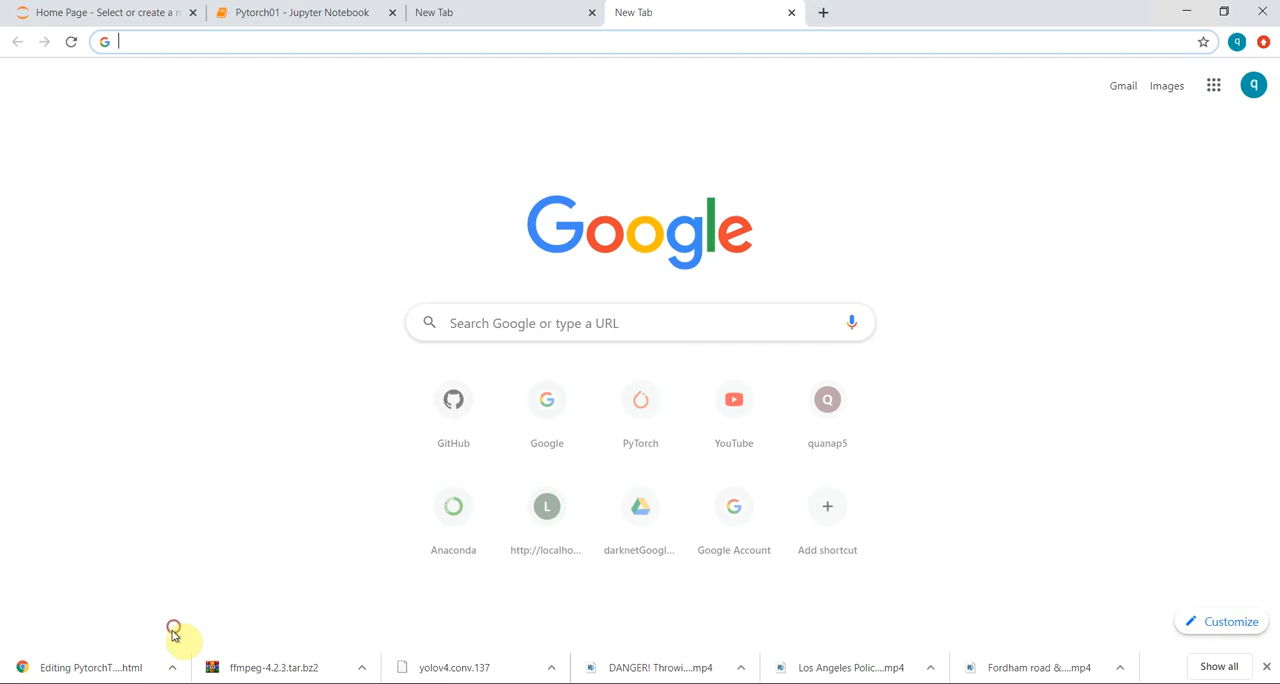 Home Page - Select or create a n
Pytorch01 - Jupyter Notebook
New Tab
New Tab
q
Gmail
Images
q
Google
Search Google or type a URL
Q
GitHub
Google
PyTorch
YouTube
quanap5
L
Anaconda
http://localho...
darknetGoogl...
Google Account
Add shortcut
Customize
Editing PytorchT....html
ffmpeg-4.2.3.tar.bz2
yolov4.conv.137
DANGER! Throwi....mp4
Los Angeles Polic....mp4
Fordham road &....mp4
Show all